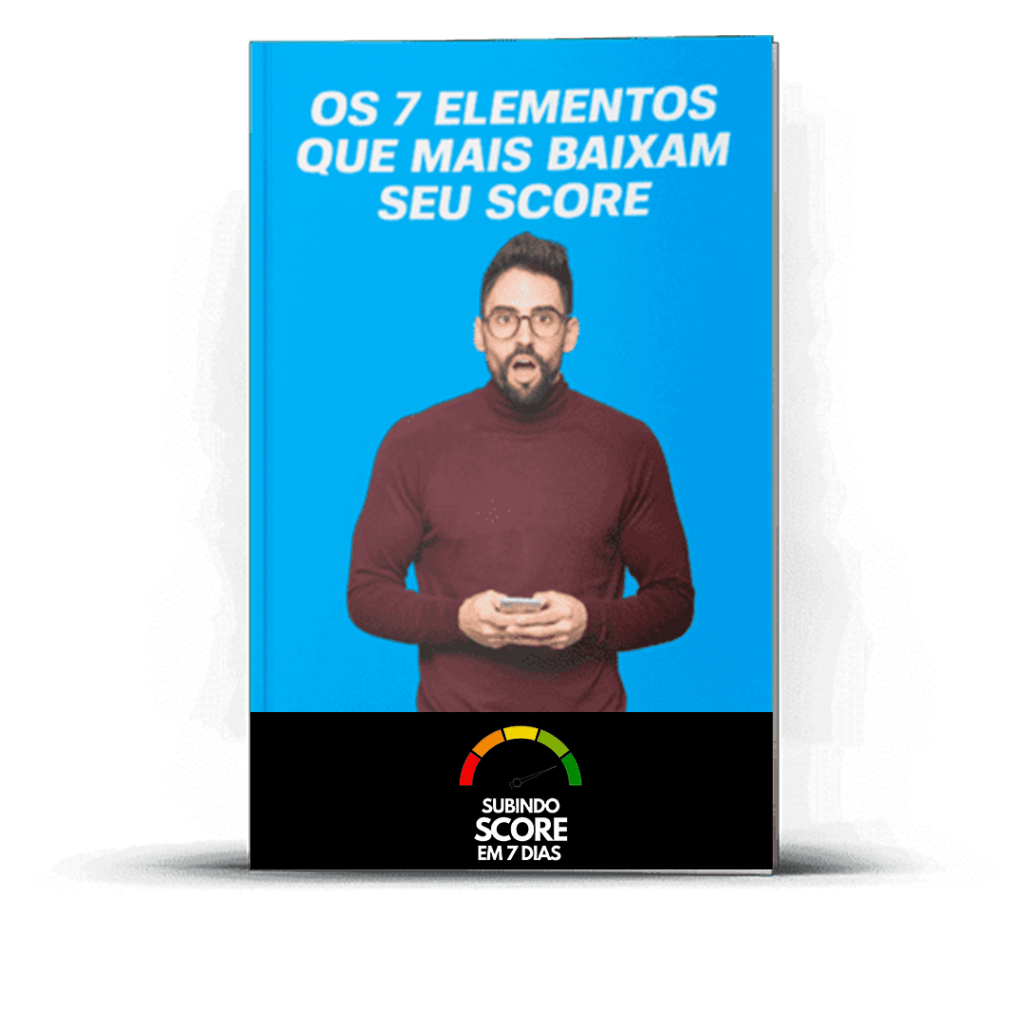 OS 7 ELEMENTOS
QUE MAIS BAIXAM
SEU SCORE
SUBINDO
SCORE
EM 7 DIAS